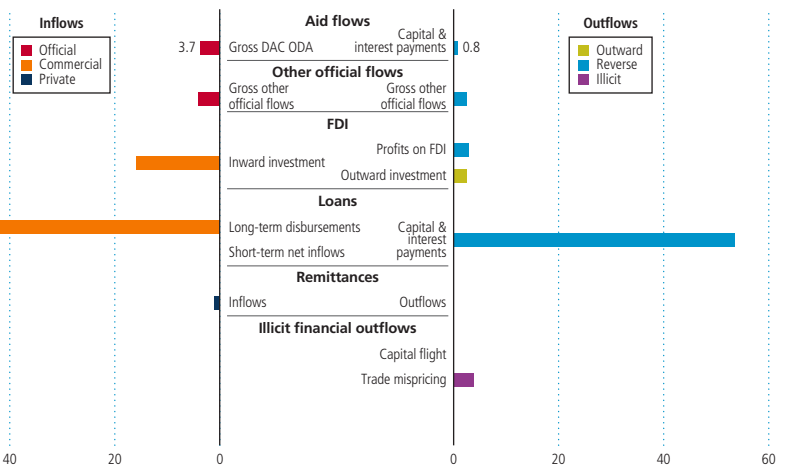 Inflows
Official
Commercial
Private
Outflows
Outward
Reverse
Illicit
Aid flows
3.7
Gross DAC ODA
Capital &
interest payments
0.8
Other official flows
Gross other
official flows
Gross other
official flows
FDI
Profits on FDI
Inward investment
Outward investment
Loans
Long-term disbursements
Short-term net inflows
Capital &
interest
payments
Remittances
Inflows
Outflows
Illicit financial outflows
Capital flight
Trade mispricing
40 20 0 0 20 40 60